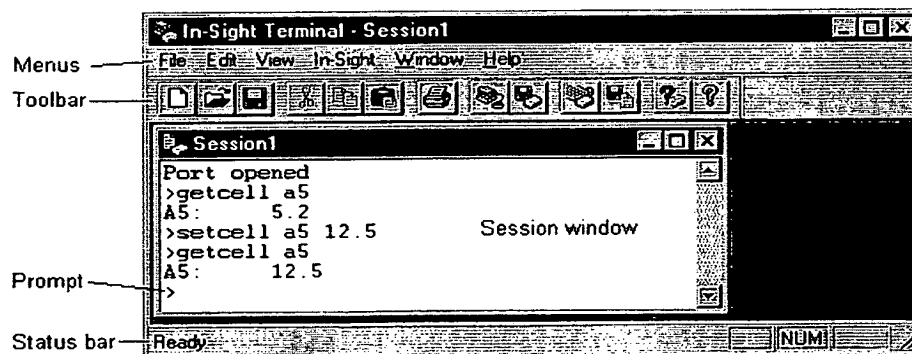 In-Sight Terminal - Session1
Menus
File Edit View In-Sight Window Help
Toolbar
Session1
Port opened
>getcell a5
A5: 5.2
>setcell a5 12.5
Session window
>getcell a5
A5: 12.5
Prompt
>
Status bar
Ready
NUM